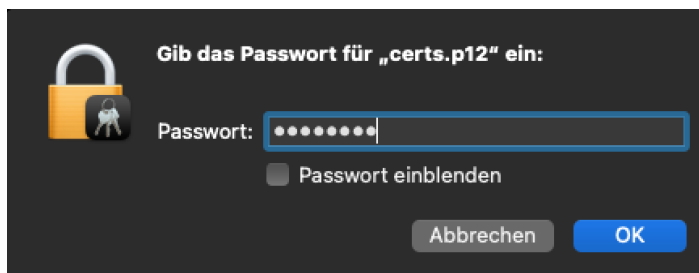 Gib das Passwort für „certs.p12“ ein:
Passwort: ••••••••
Passwort einblenden
Abbrechen OK